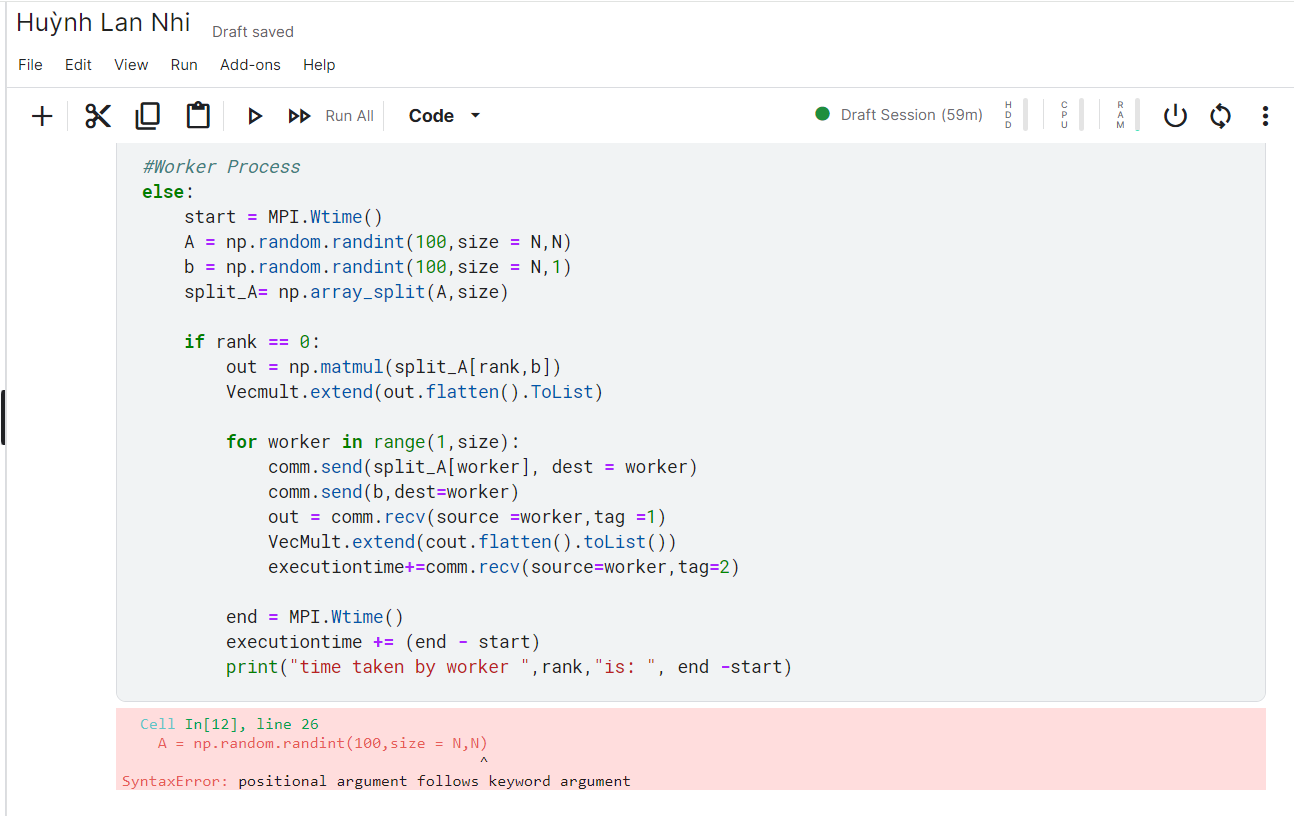 Huỳnh Lan Nhi Draft saved
File Edit View Run Add-ons Help
Run All Code Draft Session (59m) HDD CPU RAM
#Worker Process
else:
    start = MPI.Wtime()
    A = np.random.randint(100,size = N,N)
    b = np.random.randint(100,size = N,1)
    split_A= np.array_split(A,size)
    if rank == 0:
        out = np.matmul(split_A[rank,b])
        Vecmult.extend(out.flatten().ToList)
        for worker in range(1,size):
            comm.send(split_A[worker], dest = worker)
            comm.send(b,dest=worker)
            out = comm.recv(source =worker,tag =1)
            VecMult.extend(cout.flatten().toList())
            executiontime+=comm.recv(source=worker,tag=2)
        end = MPI.Wtime()
        executiontime += (end - start)
        print("time taken by worker ",rank,"is: ", end -start)
Cell In[12], line 26
A = np.random.randint(100,size = N,N)
^
SyntaxError: positional argument follows keyword argument